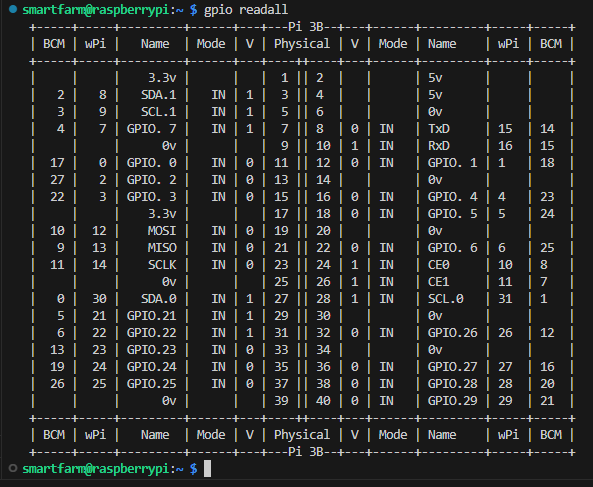 smartfarm@raspberrypi:~ $ gpio readall
 +-----+-----+---------+------+---+---Pi 3B--+---+------+---------+-----+-----+
 | BCM | wPi |   Name  | Mode | V | Physical | V | Mode | Name    | wPi | BCM |
 +-----+-----+---------+------+---+----++----+---+------+---------+-----+-----+
 |     |     |    3.3v |      |   |  1 || 2  |   |      | 5v      |     |     |
 |   2 |   8 |   SDA.1 |   IN | 1 |  3 || 4  |   |      | 5v      |     |     |
 |   3 |   9 |   SCL.1 |   IN | 1 |  5 || 6  |   |      | 0v      |     |     |
 |   4 |   7 | GPIO. 7 |   IN | 1 |  7 || 8  | 0 | IN   | TxD     | 15  | 14  |
 |     |     |      0v |      |   |  9 || 10 | 1 | IN   | RxD     | 16  | 15  |
 |  17 |   0 | GPIO. 0 |   IN | 0 | 11 || 12 | 0 | IN   | GPIO. 1 | 1   | 18  |
 |  27 |   2 | GPIO. 2 |   IN | 0 | 13 || 14 |   |      | 0v      |     |     |
 |  22 |   3 | GPIO. 3 |   IN | 0 | 15 || 16 | 0 | IN   | GPIO. 4 | 4   | 23  |
 |     |     |    3.3v |      |   | 17 || 18 | 0 | IN   | GPIO. 5 | 5   | 24  |
 |  10 |  12 |    MOSI |   IN | 0 | 19 || 20 |   |      | 0v      |     |     |
 |   9 |  13 |    MISO |   IN | 0 | 21 || 22 | 0 | IN   | GPIO. 6 | 6   | 25  |
 |  11 |  14 |    SCLK |   IN | 0 | 23 || 24 | 1 | IN   | CE0     | 10  | 8   |
 |     |     |      0v |      |   | 25 || 26 | 1 | IN   | CE1     | 11  | 7   |
 |   0 |  30 |   SDA.0 |   IN | 1 | 27 || 28 | 1 | IN   | SCL.0   | 31  | 1   |
 |   5 |  21 | GPIO.21 |   IN | 1 | 29 || 30 |   |      | 0v      |     |     |
 |   6 |  22 | GPIO.22 |   IN | 1 | 31 || 32 | 0 | IN   | GPIO.26 | 26  | 12  |
 |  13 |  23 | GPIO.23 |   IN | 0 | 33 || 34 |   |      | 0v      |     |     |
 |  19 |  24 | GPIO.24 |   IN | 0 | 35 || 36 | 0 | IN   | GPIO.27 | 27  | 16  |
 |  26 |  25 | GPIO.25 |   IN | 0 | 37 || 38 | 0 | IN   | GPIO.28 | 28  | 20  |
 |     |     |      0v |      |   | 39 || 40 | 0 | IN   | GPIO.29 | 29  | 21  |
 +-----+-----+---------+------+---+----++----+---+------+---------+-----+-----+
 | BCM | wPi |   Name  | Mode | V | Physical | V | Mode | Name    | wPi | BCM |
 +-----+-----+---------+------+---+---Pi 3B--+---+------+---------+-----+-----+
smartfarm@raspberrypi:~ $